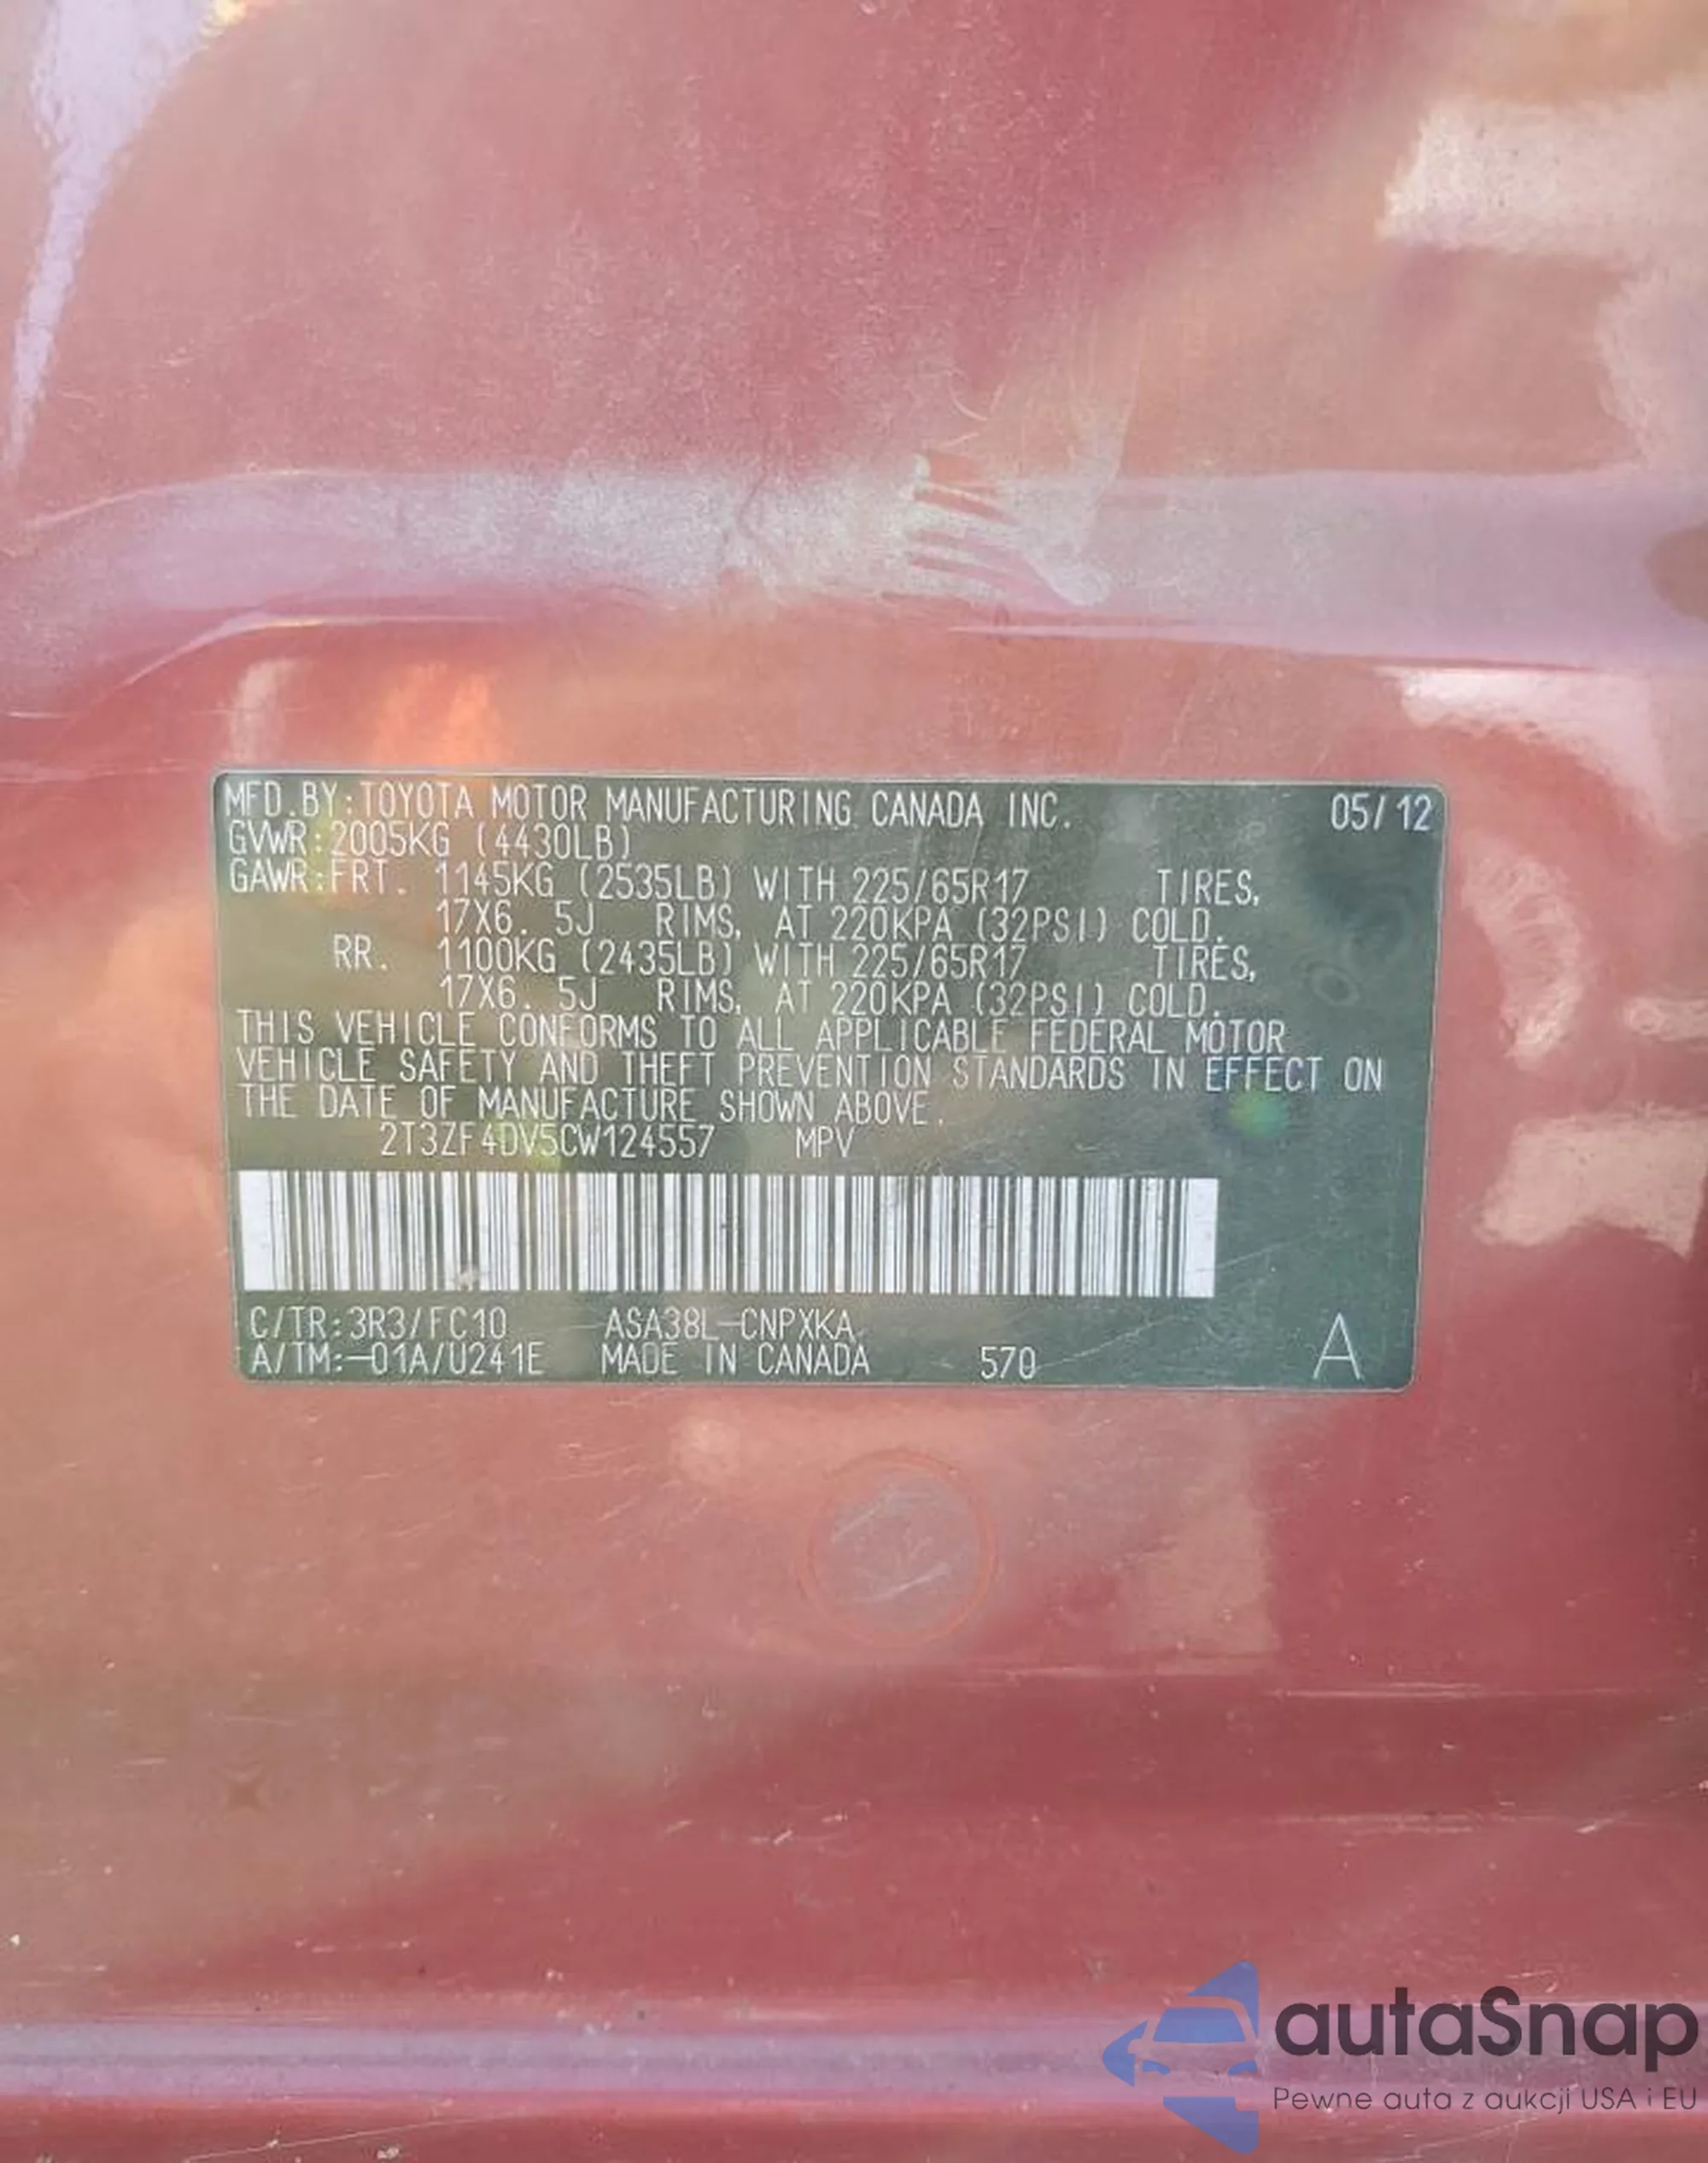 MFD.BY:TOYOTA MOTOR MANUFACTURING CANADA INC. 05/12
GVWR:2005KG (4430LB)
GAWR:FRT. 1145KG (2535LB) WITH 225/65R17 TIRES,
17X6. 5J RIMS, AT 220KPA (32PSI) COLD.
RR. 1100KG (2435LB) WITH 225/65R17 TIRES,
17X6. 5J RIMS, AT 220KPA (32PSI) COLD.
THIS VEHICLE CONFORMS TO ALL APPLICABLE FEDERAL MOTOR
VEHICLE SAFETY AND THEFT PREVENTION STANDARDS IN EFFECT ON
THE DATE OF MANUFACTURE SHOWN ABOVE.
2T3ZF4DV5CW124557 MPV
C/TR:3R3/FC10 ASA38L-CNPXKA
A/TM:-01A/U241E MADE IN CANADA 570 A
autaSnap
Pewne auta z aukcji USA i EU